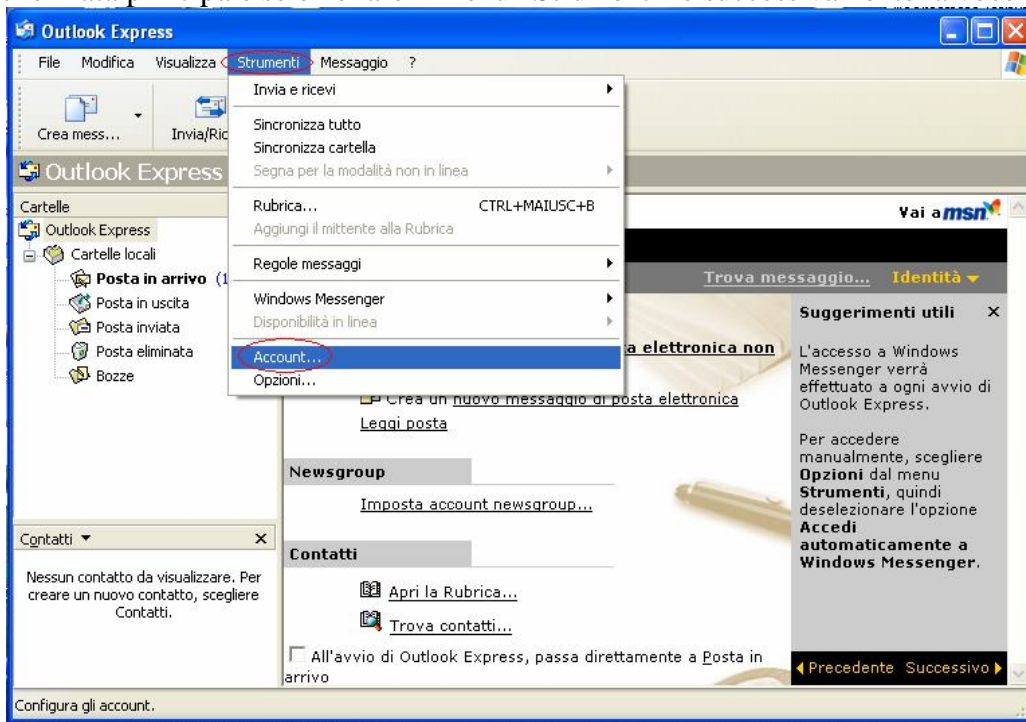 Outlook Express
File Modifica Visualizza Strumenti Messaggio ?
Crea mess...
Outlook Express
Cartelle
Outlook Express
Cartelle locali
Posta in arrivo (1
Posta in uscita
Posta inviata
Posta eliminata
Bozze
Invia e ricevi
Sincronizza tutto
Sincronizza cartella
Segna per la modalità non in linea
Rubrica... CTRL+MAIUSC+B
Aggiungi il mittente alla Rubrica
Regole messaggi
Windows Messenger
Disponibilità in linea
Account...
Opzioni...
Vai a msn
Trova messaggio... Identità
elettronica non
Crea un nuovo messaggio di posta elettronica
Leggi posta
Newsgroup
Imposta account newsgroup...
Contatti
Apri la Rubrica...
Trova contatti...
All'avvio di Outlook Express, passa direttamente a Posta in
arrivo
Suggerimenti utili X
L'accesso a Windows
Messenger verrà
effettuato a ogni avvio di
Outlook Express.
Per accedere
manualmente, scegliere
Opzioni dal menu
Strumenti, quindi
deselezionare l'opzione
Accedi
automaticamente a
Windows Messenger.
Precedente Successivo
Contatti X
Nessun contatto da visualizzare. Per
creare un nuovo contatto, scegliere
Contatti.
Configura gli account.